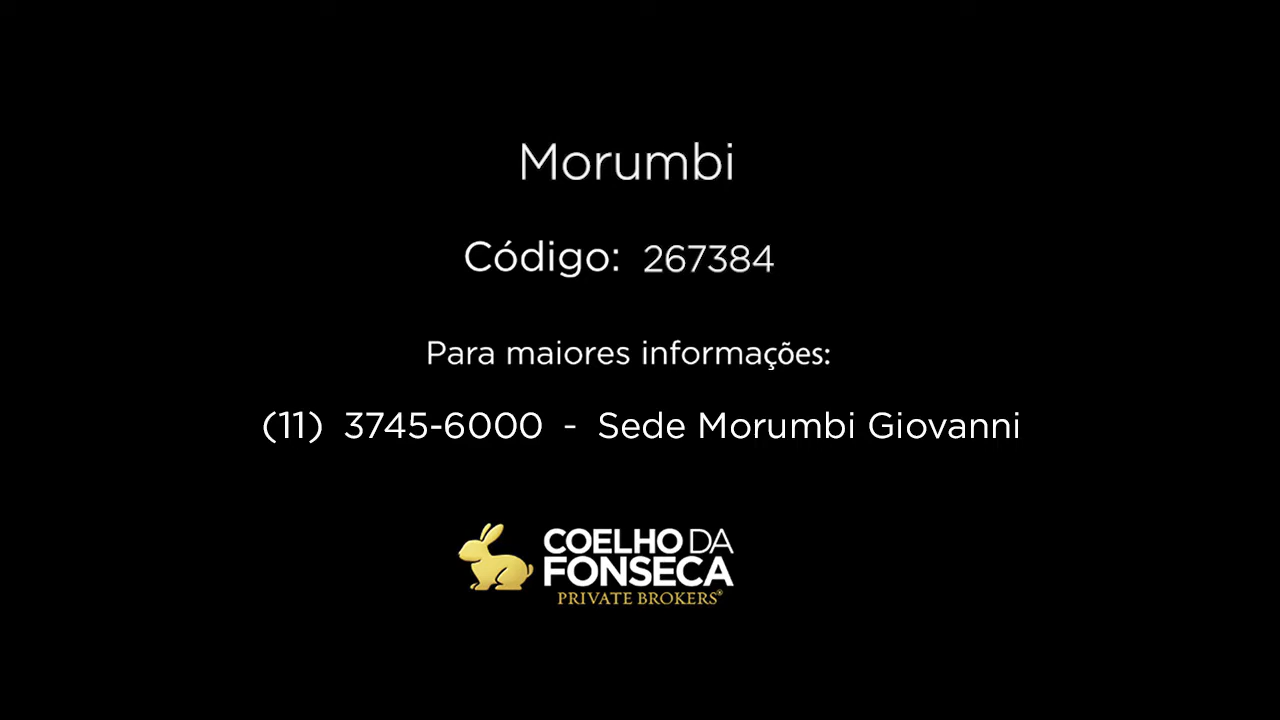 Morumbi
Código: 267384
Para maiores informações:
(11) 3745-6000 - Sede Morumbi Giovanni
COELHO DA
FONSECA
PRIVATE BROKERS®